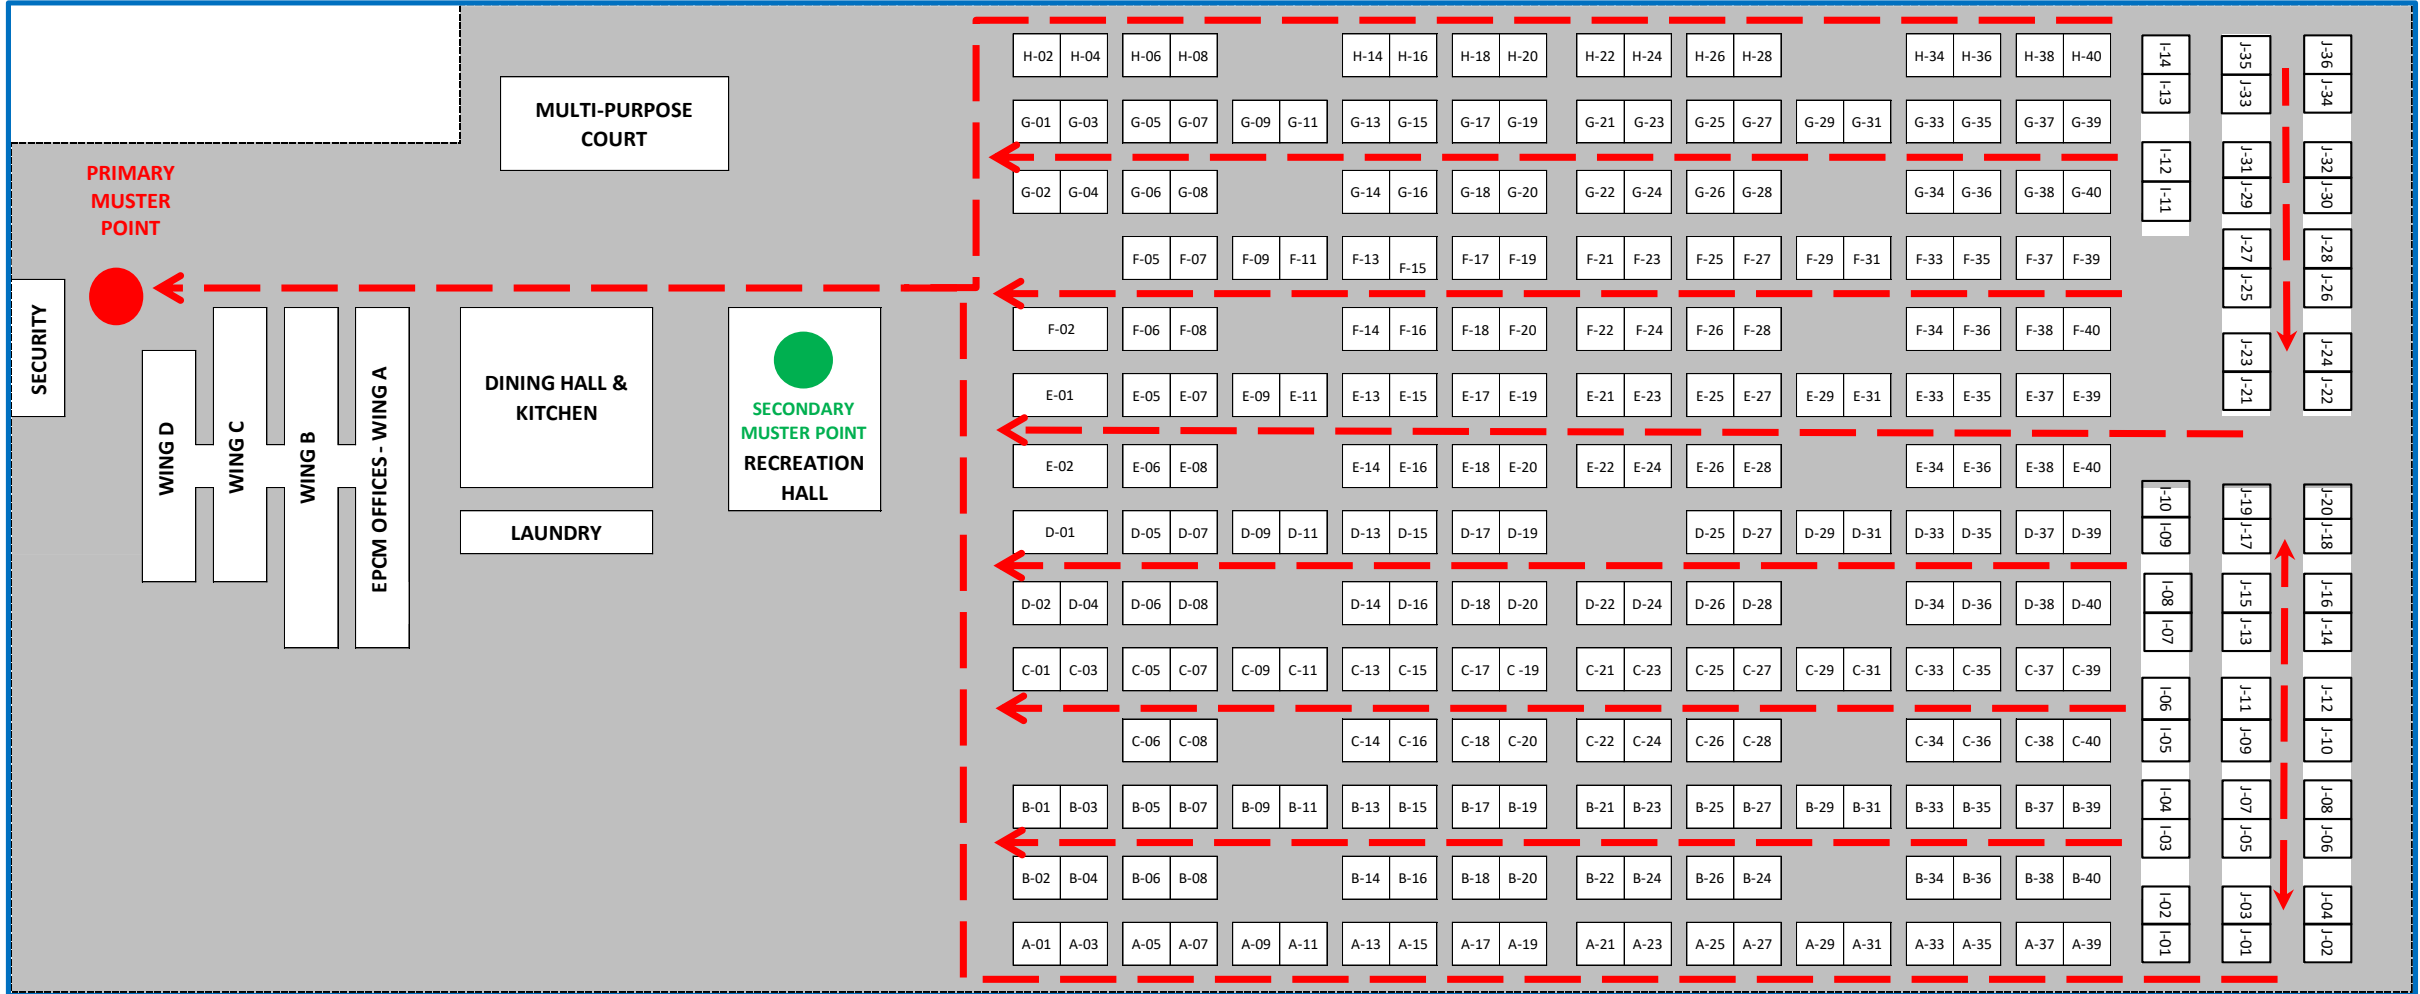 PRIMARY
MUSTER
POINT
SECURITY
WING D
WING C
WING B
EPCM OFFICES - WING A
MULTI-PURPOSE
COURT
DINING HALL &
KITCHEN
LAUNDRY
SECONDARY
MUSTER POINT
RECREATION
HALL
H-02 H-04 H-06 H-08 H-14 H-16 H-18 H-20 H-22 H-24 H-26 H-28 H-34 H-36 H-38 H-40
G-01 G-03 G-05 G-07 G-09 G-11 G-13 G-15 G-17 G-19 G-21 G-23 G-25 G-27 G-29 G-31 G-33 G-35 G-37 G-39
G-02 G-04 G-06 G-08 G-14 G-16 G-18 G-20 G-22 G-24 G-26 G-28 G-34 G-36 G-38 G-40
F-05 F-07 F-09 F-11 F-13 F-15 F-17 F-19 F-21 F-23 F-25 F-27 F-29 F-31 F-33 F-35 F-37 F-39
F-02 F-06 F-08 F-14 F-16 F-18 F-20 F-22 F-24 F-26 F-28 F-34 F-36 F-38 F-40
E-01 E-05 E-07 E-09 E-11 E-13 E-15 E-17 E-19 E-21 E-23 E-25 E-27 E-29 E-31 E-33 E-35 E-37 E-39
E-02 E-06 E-08 E-14 E-16 E-18 E-20 E-22 E-24 E-26 E-28 E-34 E-36 E-38 E-40
D-01 D-05 D-07 D-09 D-11 D-13 D-15 D-17 D-19 D-25 D-27 D-29 D-31 D-33 D-35 D-37 D-39
D-02 D-04 D-06 D-08 D-14 D-16 D-18 D-20 D-22 D-24 D-26 D-28 D-34 D-36 D-38 D-40
C-01 C-03 C-05 C-07 C-09 C-11 C-13 C-15 C-17 C -19 C-21 C-23 C-25 C-27 C-29 C-31 C-33 C-35 C-37 C-39
C-06 C-08 C-14 C-16 C-18 C-20 C-22 C-24 C-26 C-28 C-34 C-36 C-38 C-40
B-01 B-03 B-05 B-07 B-09 B-11 B-13 B-15 B-17 B-19 B-21 B-23 B-25 B-27 B-29 B-31 B-33 B-35 B-37 B-39
B-02 B-04 B-06 B-08 B-14 B-16 B-18 B-20 B-22 B-24 B-26 B-24 B-34 B-36 B-38 B-40
A-01 A-03 A-05 A-07 A-09 A-11 A-13 A-15 A-17 A-19 A-21 A-23 A-25 A-27 A-29 A-31 A-33 A-35 A-37 A-39
I-14 I-13 I-12 I-11 I-10 I-09 I-08 I-07 I-06 I-05 I-04 I-03 I-02 I-01
J-35 J-33 J-31 J-29 J-27 J-25 J-23 J-21 J-19 J-17 J-15 J-13 J-11 J-09 J-07 J-05 J-03 J-01
J-36 J-34 J-32 J-30 J-28 J-26 J-24 J-22 J-20 J-18 J-16 J-14 J-12 J-10 J-08 J-06 J-04 J-02